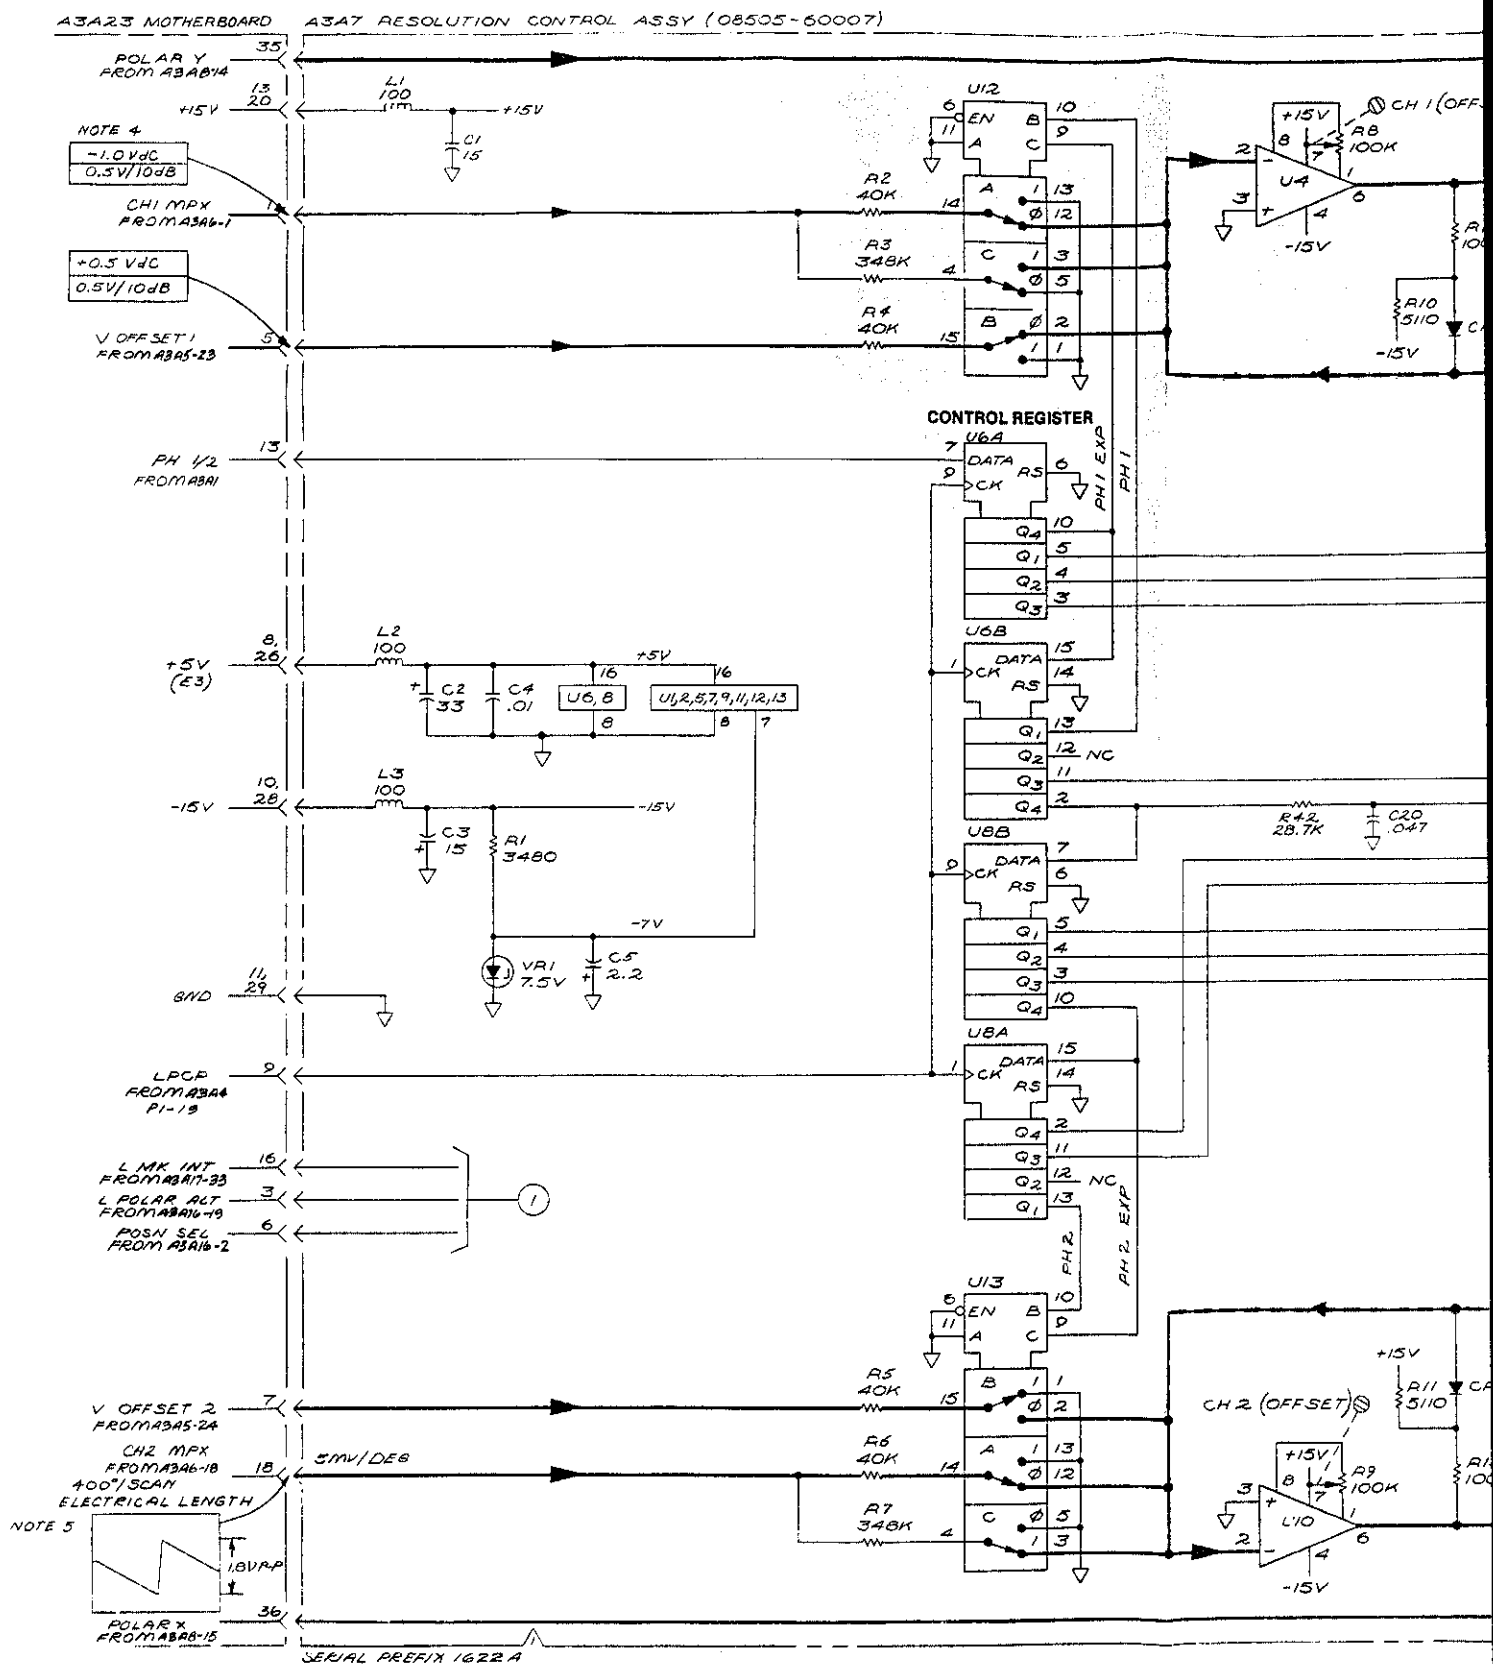 A3A23 MOTHERBOARD
A3A7 RESOLUTION CONTROL ASSY (08505-60007)
35
POLAR Y
FROM A3A8-14
13
20
+15V
L1
100
+15V
C1
15
NOTE 4
-1.0 VdC
0.5V/10dB
CH1 MPX
FROM A3A6-1
1
+0.5 VdC
0.5V/10dB
V OFFSET 1
FROM A3A5-23
5
R2
40K
R3
348K
R4
40K
U12
6
EN
11
A
B
10
C
9
14
A
1
13
Ø
12
4
C
1
3
Ø
5
15
B
Ø
2
1
1
CH 1 (OFFS
+15V
R8
100K
2
-
8
7
U4
1
6
3
+
4
-15V
R10
5110
-15V
CONTROL REGISTER
U6A
PH 1/2
FROM A3A1
13
7
DATA
9
CK
RS
6
Q4
10
Q1
5
Q2
4
Q3
3
PH1 EXP
PH1
8,
26
+5V
(E3)
L2
100
+5V
C2
33
C4
.01
16
U6,8
8
16
U1,2,5,7,9,11,12,13
8
7
U6B
1
CK
DATA
15
RS
14
Q1
13
Q2
12
NC
Q3
11
Q4
2
R42
28.7K
C20
.047
10,
28
-15V
L3
100
-15V
C3
15
R1
3480
-7V
VR1
7.5V
C5
2.2
U8B
9
CK
DATA
7
RS
6
Q1
5
Q2
4
Q3
3
Q4
10
11,
29
GND
LPCP
FROM A3A4
P1-19
9
U8A
1
CK
DATA
15
RS
14
Q4
2
Q3
11
Q2
12
NC
Q1
13
PH2
PH2 EXP
L MK INT
FROM A3A17-33
16
L POLAR ALT
FROM A3A16-19
3
POSN SEL
FROM A3A16-2
6
1
U13
6
EN
11
A
B
10
C
9
V OFFSET 2
FROM A3A5-24
7
R5
40K
15
B
1
1
Ø
2
CH2 MPX
FROM A3A6-18
18
5MV/DEG
R6
40K
14
A
1
13
Ø
12
R7
348K
4
C
Ø
5
1
3
400°/SCAN
ELECTRICAL LENGTH
NOTE 5
1.8V P-P
+15V
R11
5110
CH 2 (OFFSET)
+15V
R9
100K
3
+
8
7
U10
1
6
2
-
4
-15V
36
POLAR X
FROM A3A8-15
1
SERIAL PREFIX 1622A